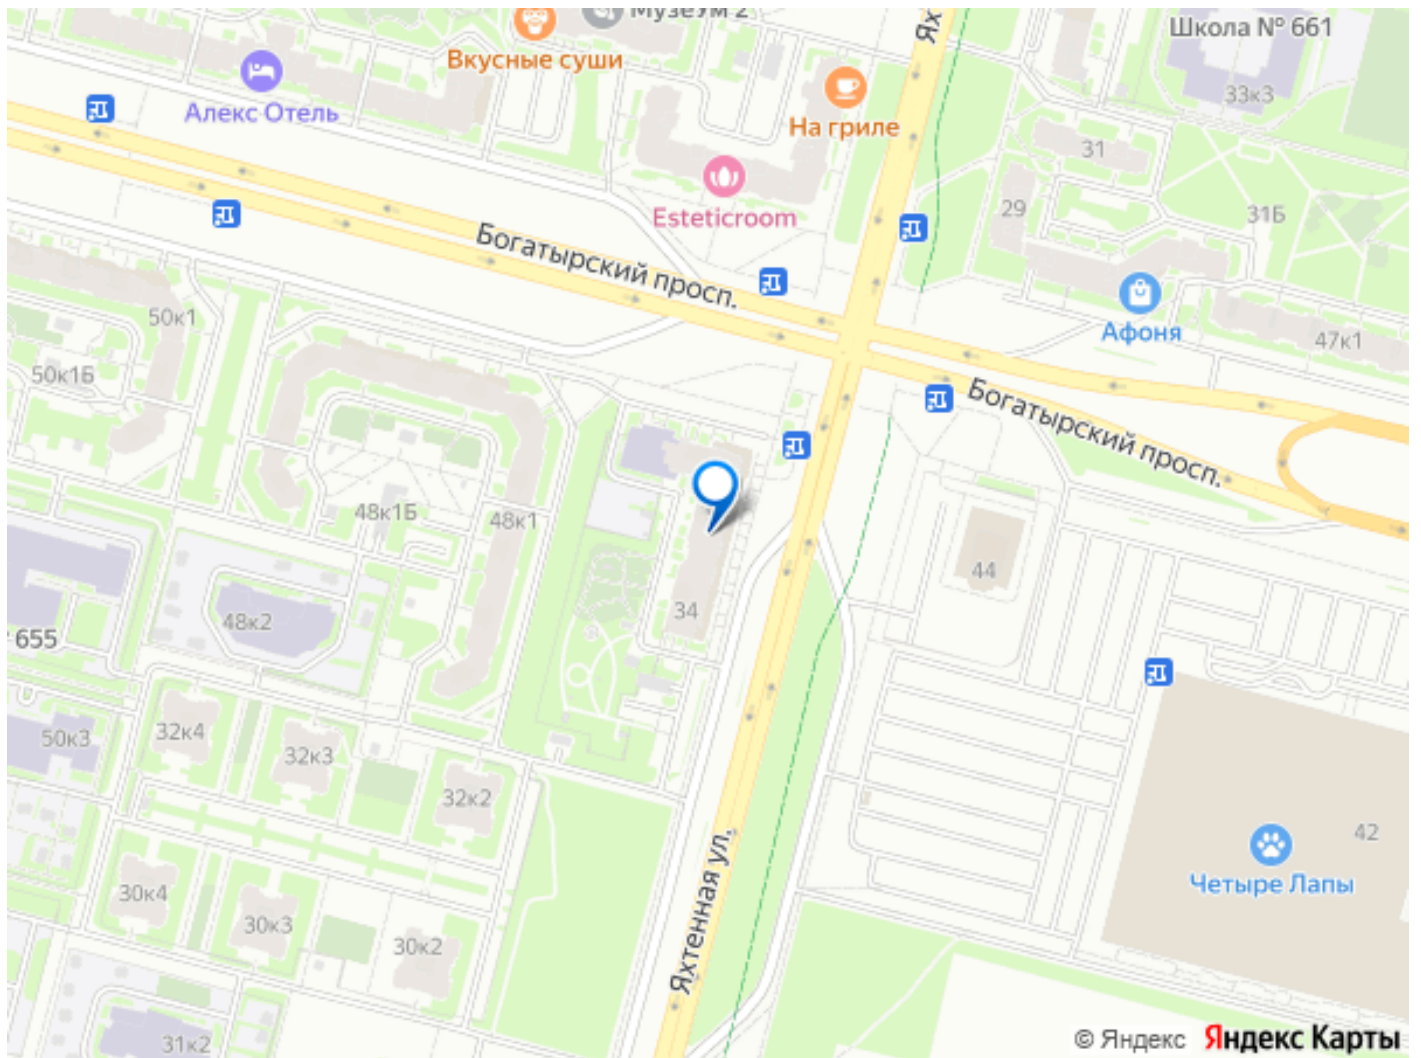 МузеУм 2
Ях
Школа № 661
Вкусные суши
Алекс Отель
33к3
На гриле
31
Esteticroom
29
31Б
Богатырский просп.
50к1
Афоня
47к1
50к1Б
Богатырский просп.
48к1Б
48к1
44
34
48к2
655
32к4
50к3
32к3
32к2
42
Четыре Лапы
30к4
30к3
30к2
Яхтенная ул.
31к2
© Яндекс Яндекс Карты